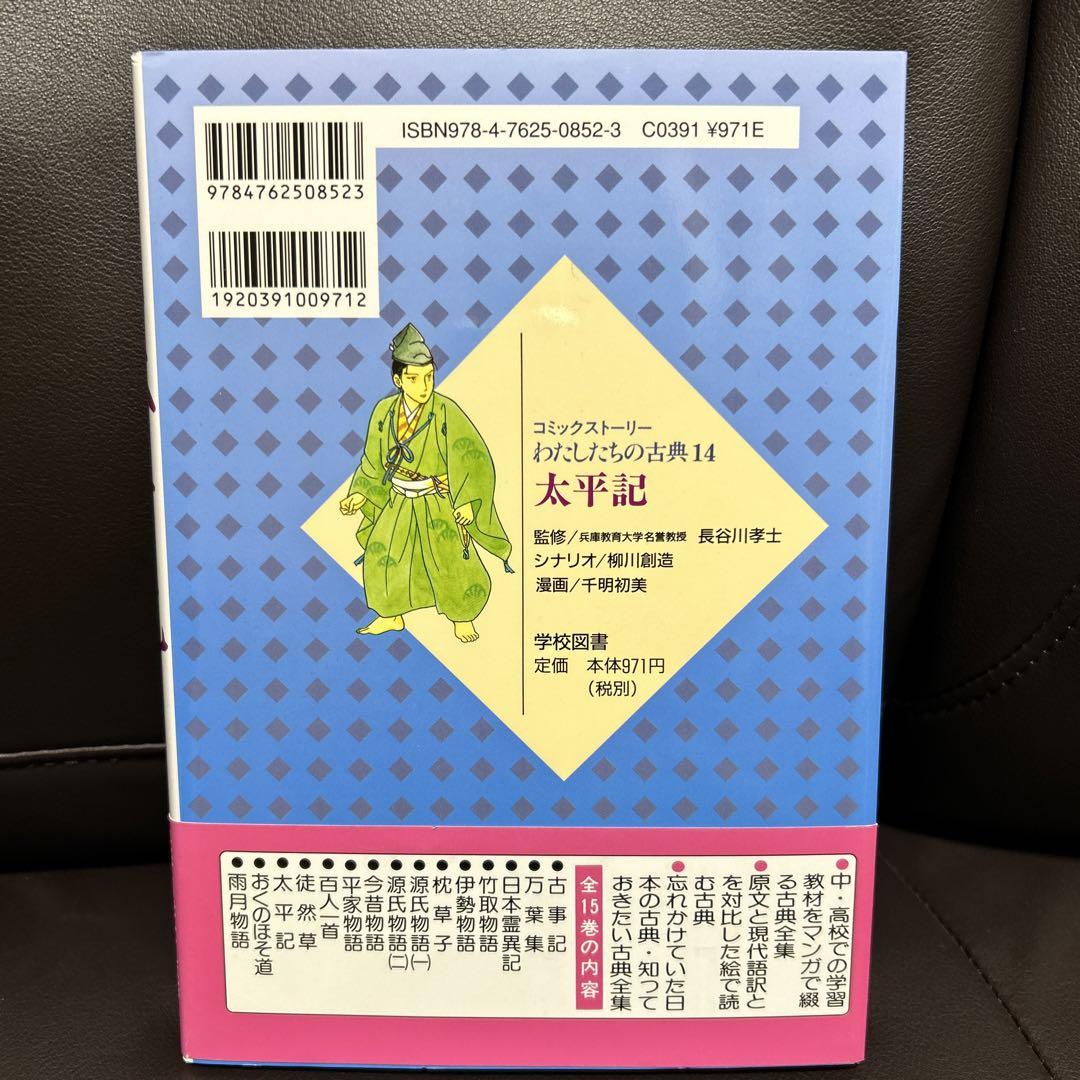 ISBN978-4-7625-0852-3 C0391 ¥971E
9784762508523
1920391009712
コミックストーリー
わたしたちの古典14
太平記
監修/兵庫教育大学名誉教授 長谷川孝士
シナリオ/柳川創造
漫画/千明初美
学校図書
定価 本体971円
(税別)
●中・高校での学習
教材をマンガで綴
る古典全集
●原文と現代語訳と
を対比した絵で読
む古典
●忘れかけていた日
本の古典・知って
おきたい古典全集
全15巻の内容
●古事記
●万葉集
●日本霊異記
●竹取物語
●伊勢物語
●枕草子
●源氏物語(一)
●源氏物語(二)
●今昔物語
●平家物語
●百人一首
●徒然草
●太平記
●おくのほそ道
●雨月物語